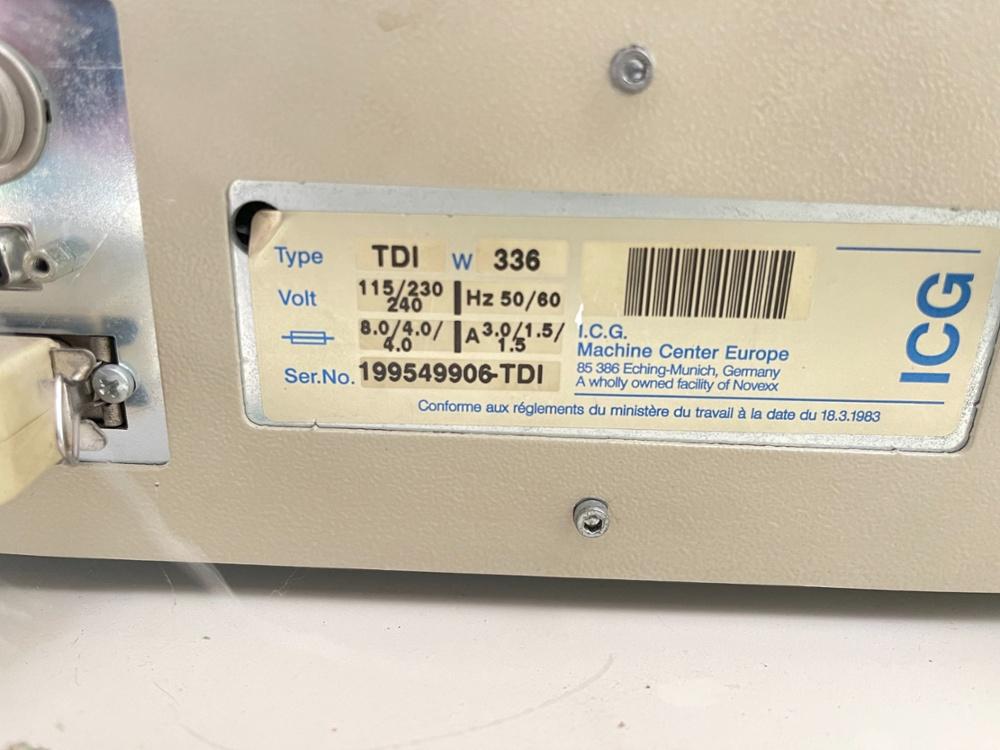 Type TDI W 336
Volt 115/230 240 Hz 50/60
8.0/4.0/ 4.0 A 3.0/1.5/ 1.5
Ser.No. 199549906-TDI
I.C.G.
Machine Center Europe
85 386 Eching-Munich, Germany
A wholly owned facility of Novexx
Conforme aux réglements du ministère du travail à la date du 18.3.1983
ICG